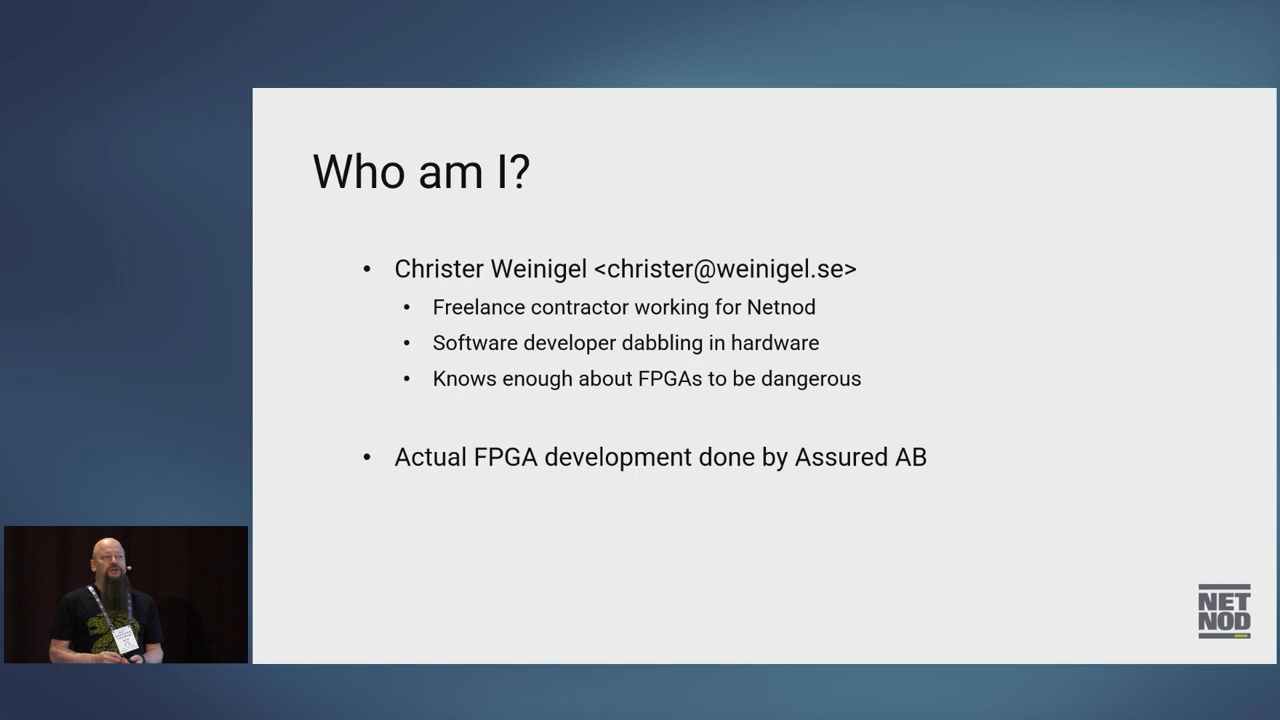 Who am I?
• Christer Weinigel <christer@weinigel.se>
• Freelance contractor working for Netnod
• Software developer dabbling in hardware
• Knows enough about FPGAs to be dangerous
• Actual FPGA development done by Assured AB
NET
NOD